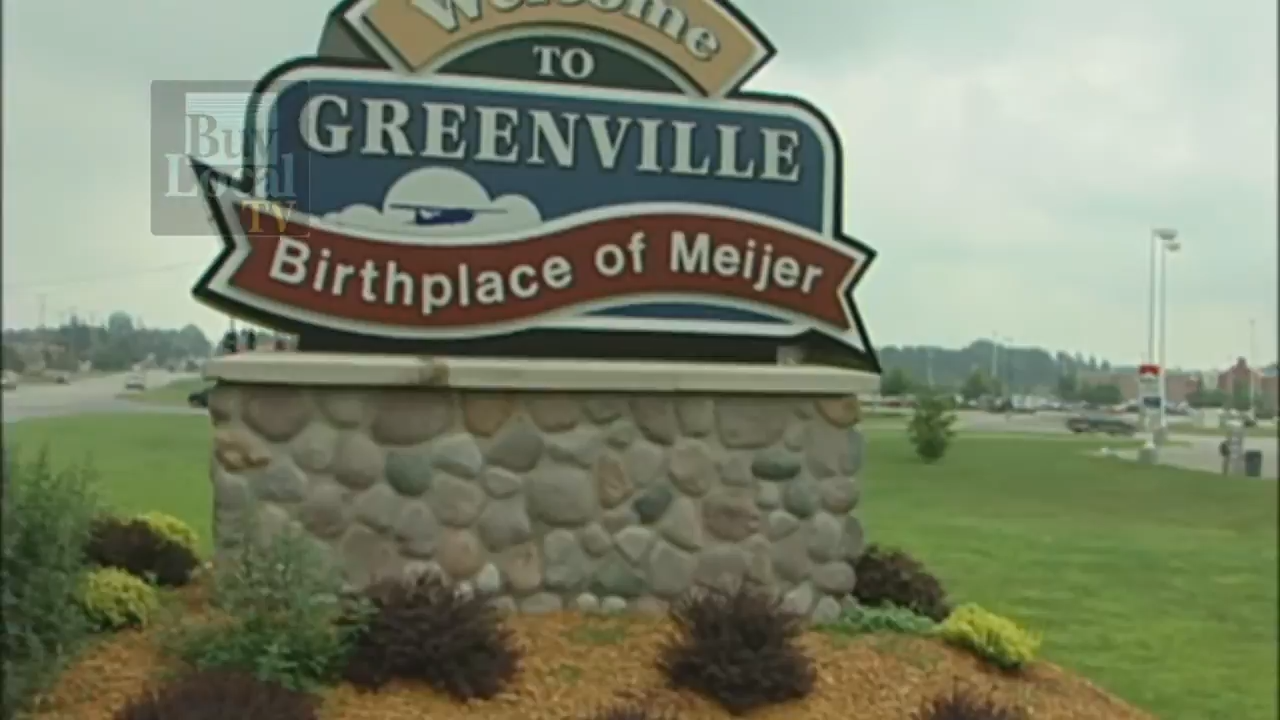 Welcome
TO
GREENVILLE
Birthplace of Meijer
Buy
Local
TV